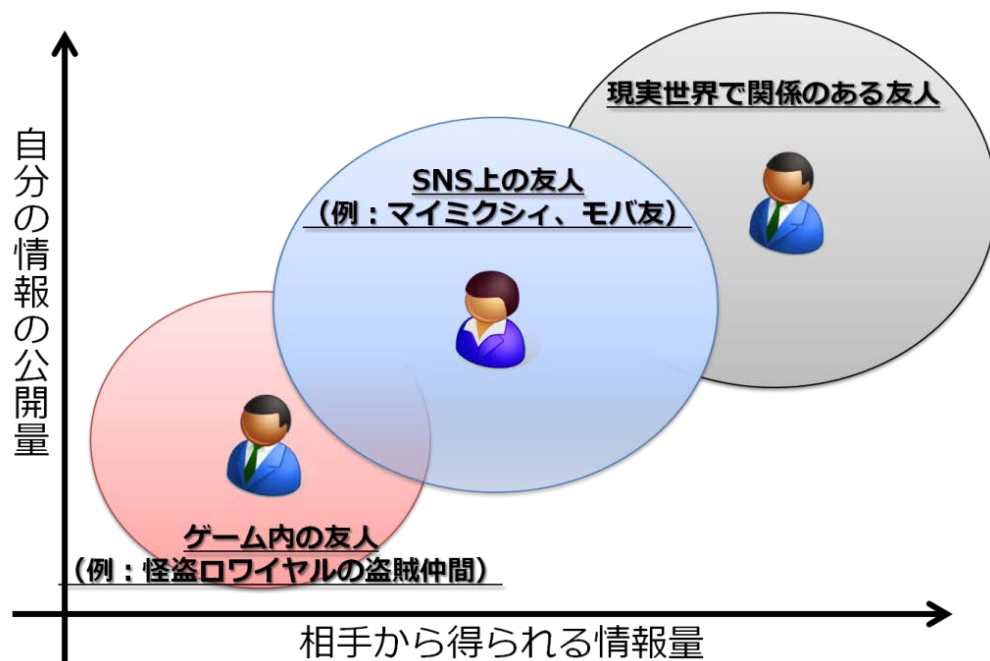 現実世界で関係のある友人
SNS上の友人
（例：マイミクシィ、モバ友）
自分の情報の公開量
ゲーム内の友人
（例：怪盗ロワイヤルの盗賊仲間）
相手から得られる情報量